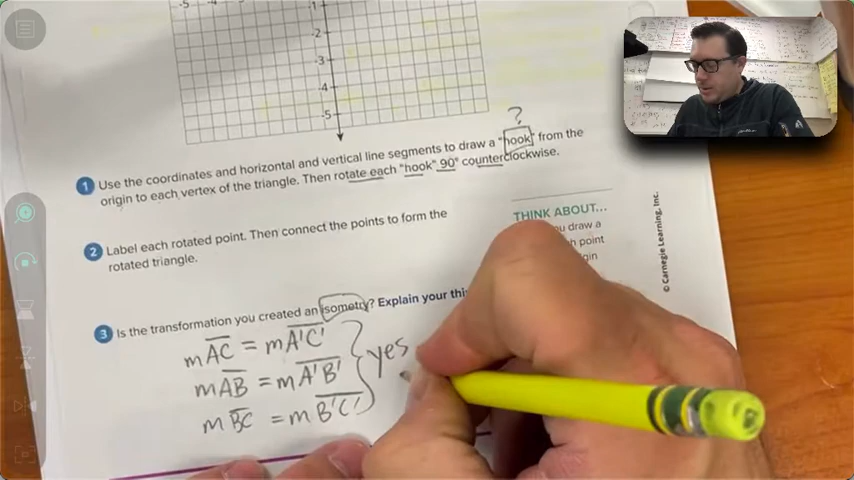 -5 -4
-1
-2
-3
-4
-5
?
1 Use the coordinates and horizontal and vertical line segments to draw a "hook" from the
origin to each vertex of the triangle. Then rotate each "hook" 90° counterclockwise.
2 Label each rotated point. Then connect the points to form the
rotated triangle.
THINK ABOUT...
you draw a
point
© Carnegie Learning, Inc.
3 Is the transformation you created an isometry? Explain your
mAC = mA'C'
mAB = mA'B'
mBC = mB'C'
yes